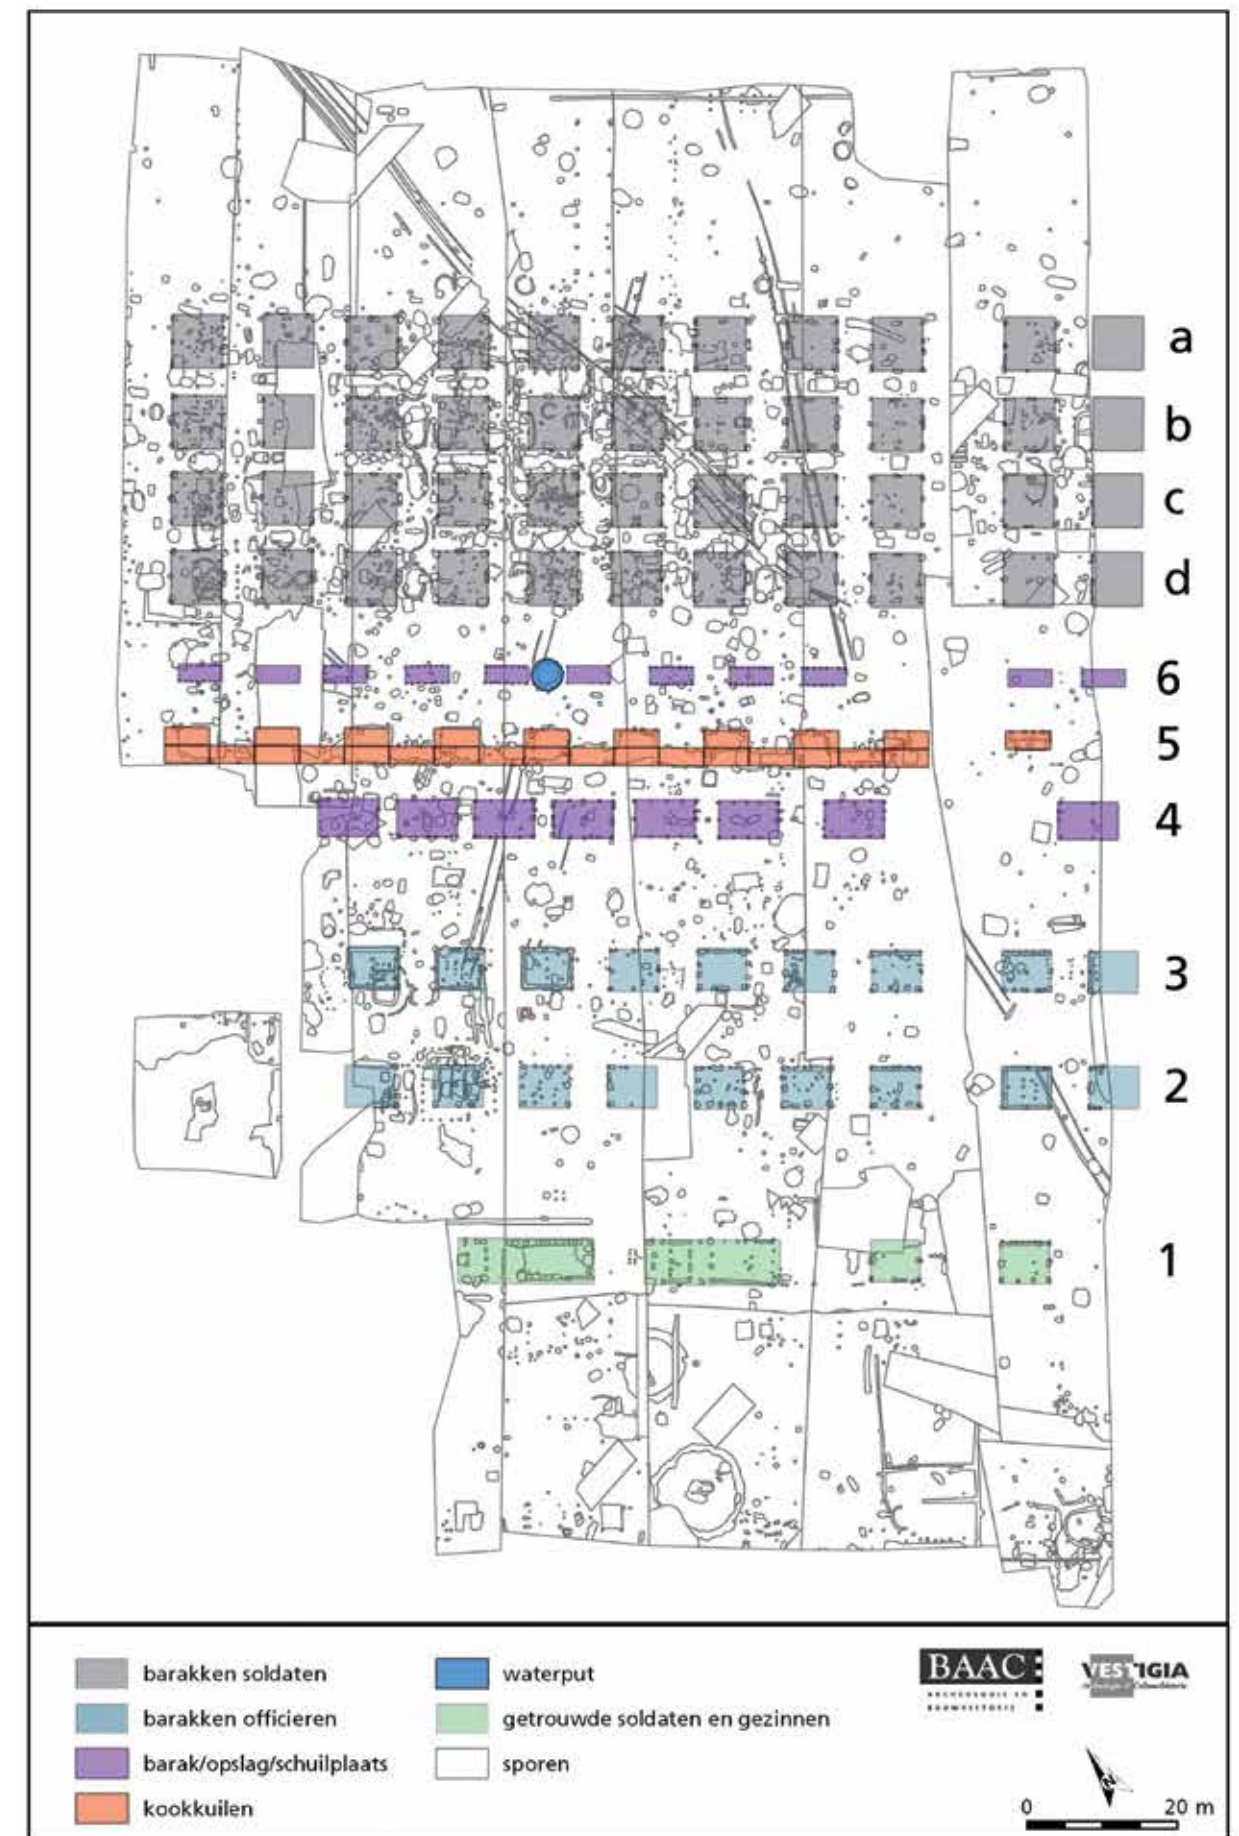 a
b
c
d
6
5
4
3
2
1
barakken soldaten
barakken officieren
barak/opslag/schuilplaats
kookkuilen
waterput
getrouwde soldaten en gezinnen
sporen
BAAC
VESTIGIA
0 20 m